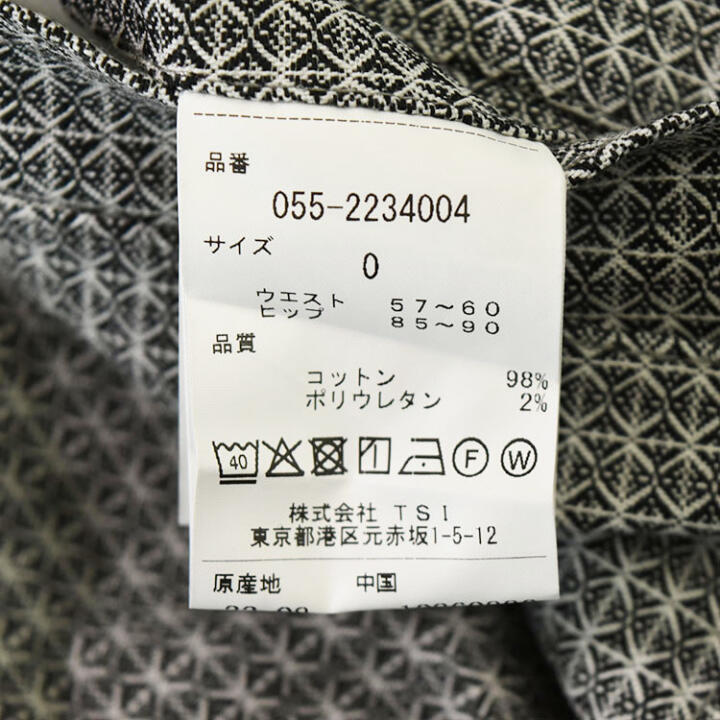 品番
055-2234004
サイズ
0
ウエスト 57～60
ヒップ 85～90
品質
コットン 98%
ポリウレタン 2%
40 F W
株式会社 TSI
東京都港区元赤坂1-5-12
原産地 中国